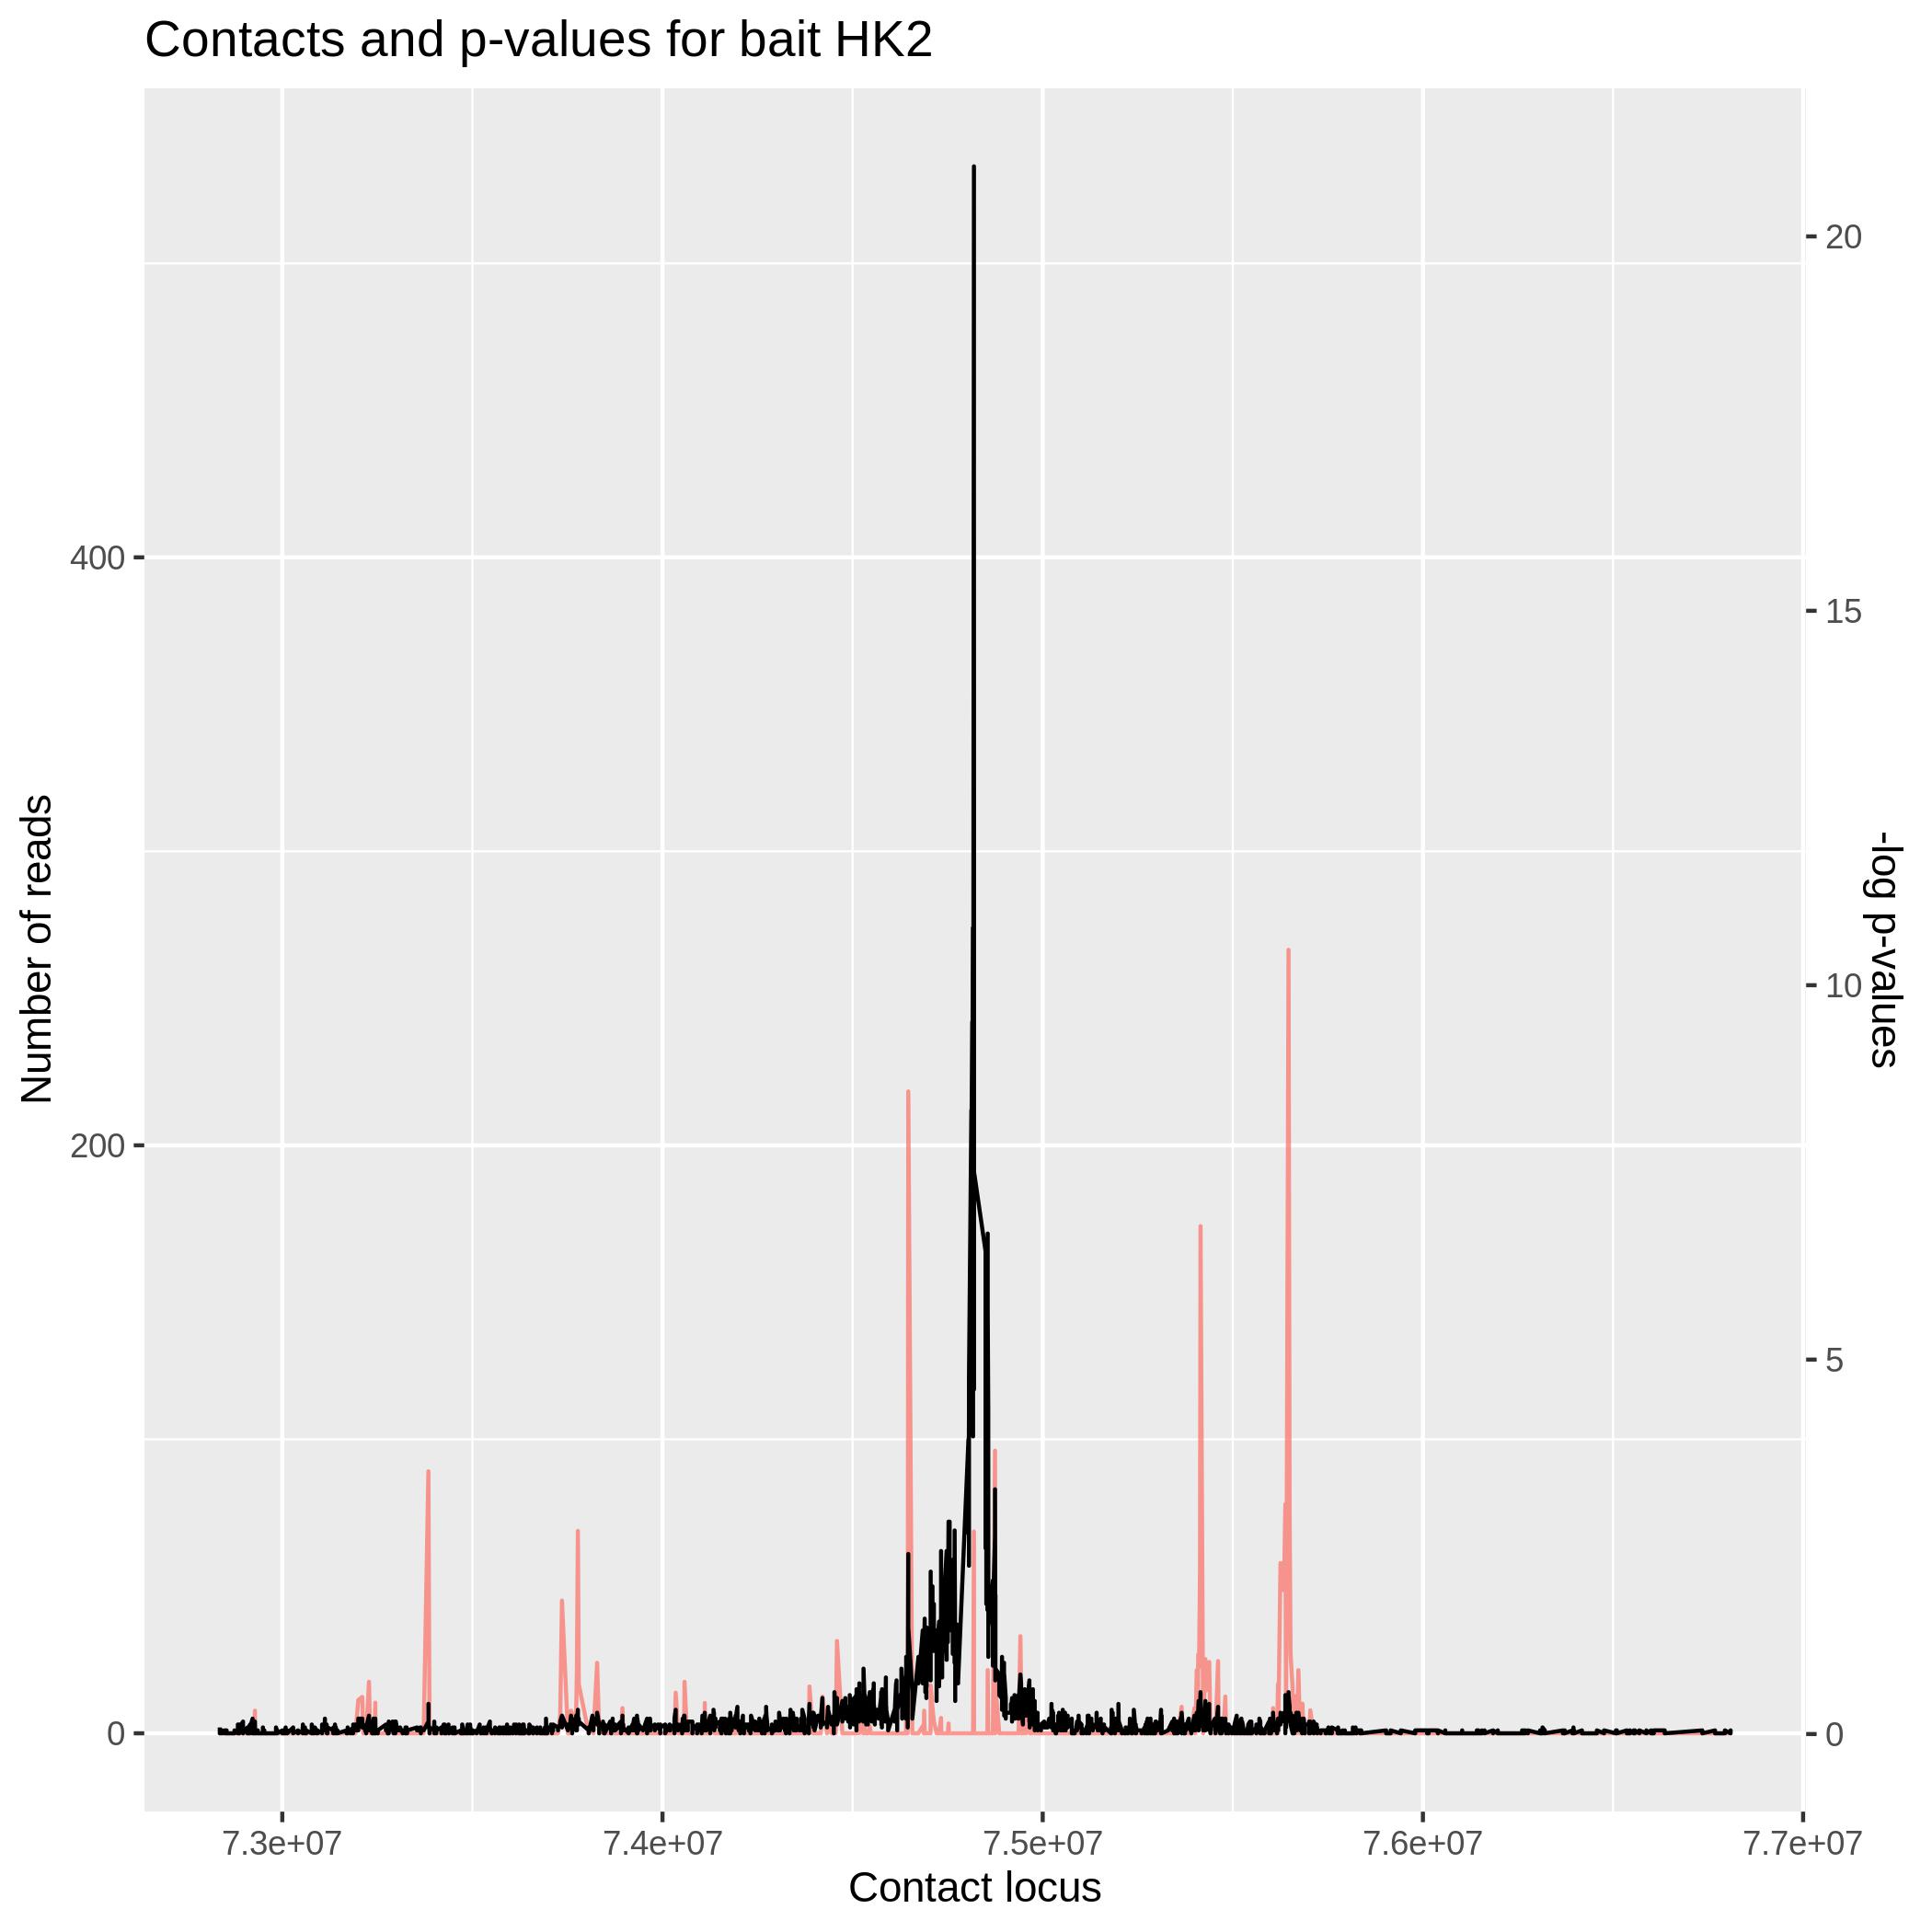 Contacts and p-values for bait HK2
Number of reads
400
200
0
20
15
10
5
0
-log p-values
7.3e+07
7.4e+07
7.5e+07
7.6e+07
7.7e+07
Contact locus